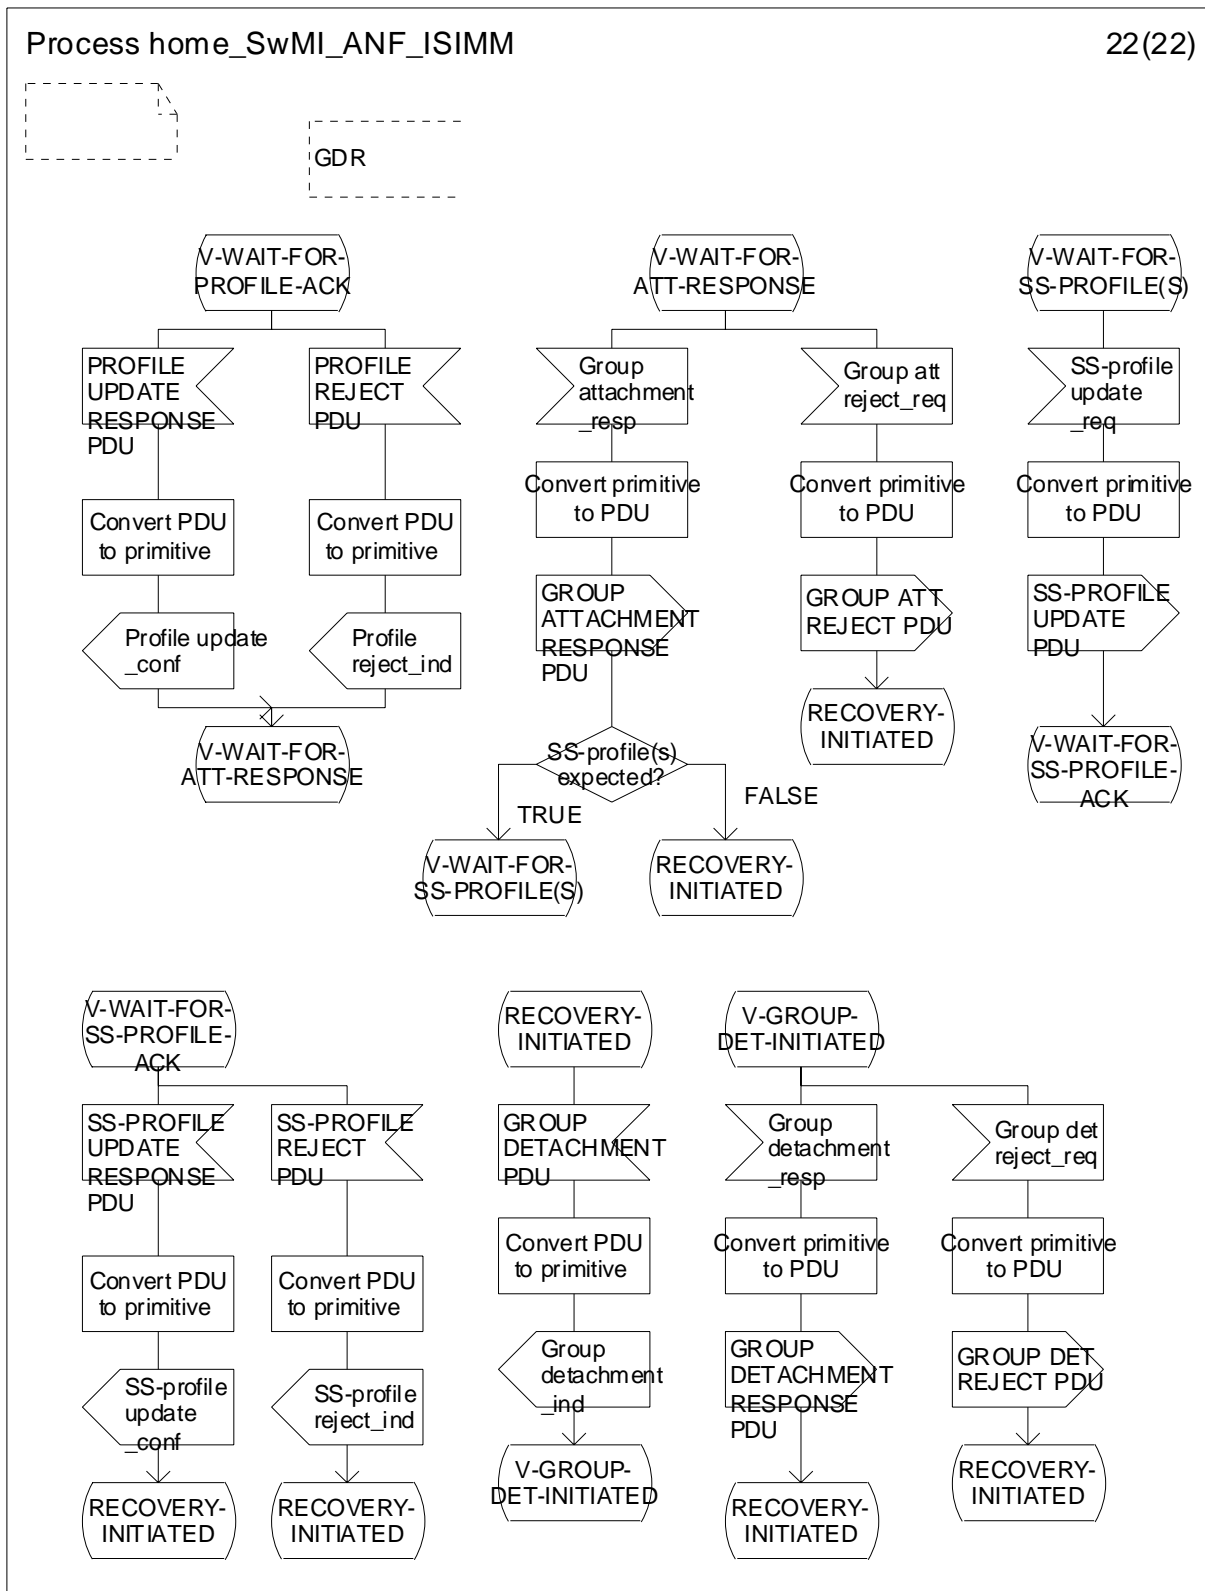 Process home_SwMI_ANF_ISIMM
22(22)
GDR
V-WAIT-FOR-
PROFILE-ACK
V-WAIT-FOR-
ATT-RESPONSE
V-WAIT-FOR-
SS-PROFILE(S)
PROFILE
UPDATE
RESPONSE
PDU
PROFILE
REJECT
PDU
Group
attachment
_resp
Group att
reject_req
SS-profile
update
_req
Convert PDU
to primitive
Convert PDU
to primitive
Convert primitive
to PDU
Convert primitive
to PDU
Convert primitive
to PDU
Profile update
_conf
Profile
reject_ind
GROUP
ATTACHMENT
RESPONSE
PDU
GROUP ATT
REJECT PDU
SS-PROFILE
UPDATE
PDU
V-WAIT-FOR-
ATT-RESPONSE
SS-profile(s)
expected?
RECOVERY-
INITIATED
V-WAIT-FOR-
SS-PROFILE-
ACK
TRUE
FALSE
V-WAIT-FOR-
SS-PROFILE(S)
RECOVERY-
INITIATED
V-WAIT-FOR-
SS-PROFILE-
ACK
RECOVERY-
INITIATED
V-GROUP-
DET-INITIATED
SS-PROFILE
UPDATE
RESPONSE
PDU
SS-PROFILE
REJECT
PDU
GROUP
DETACHMENT
PDU
Group
detachment
_resp
Group det
reject_req
Convert PDU
to primitive
Convert PDU
to primitive
Convert PDU
to primitive
Convert primitive
to PDU
Convert primitive
to PDU
SS-profile
update
_conf
SS-profile
reject_ind
Group
detachment
_ind
GROUP
DETACHMENT
RESPONSE
PDU
GROUP DET
REJECT PDU
RECOVERY-
INITIATED
RECOVERY-
INITIATED
V-GROUP-
DET-INITIATED
RECOVERY-
INITIATED
RECOVERY-
INITIATED